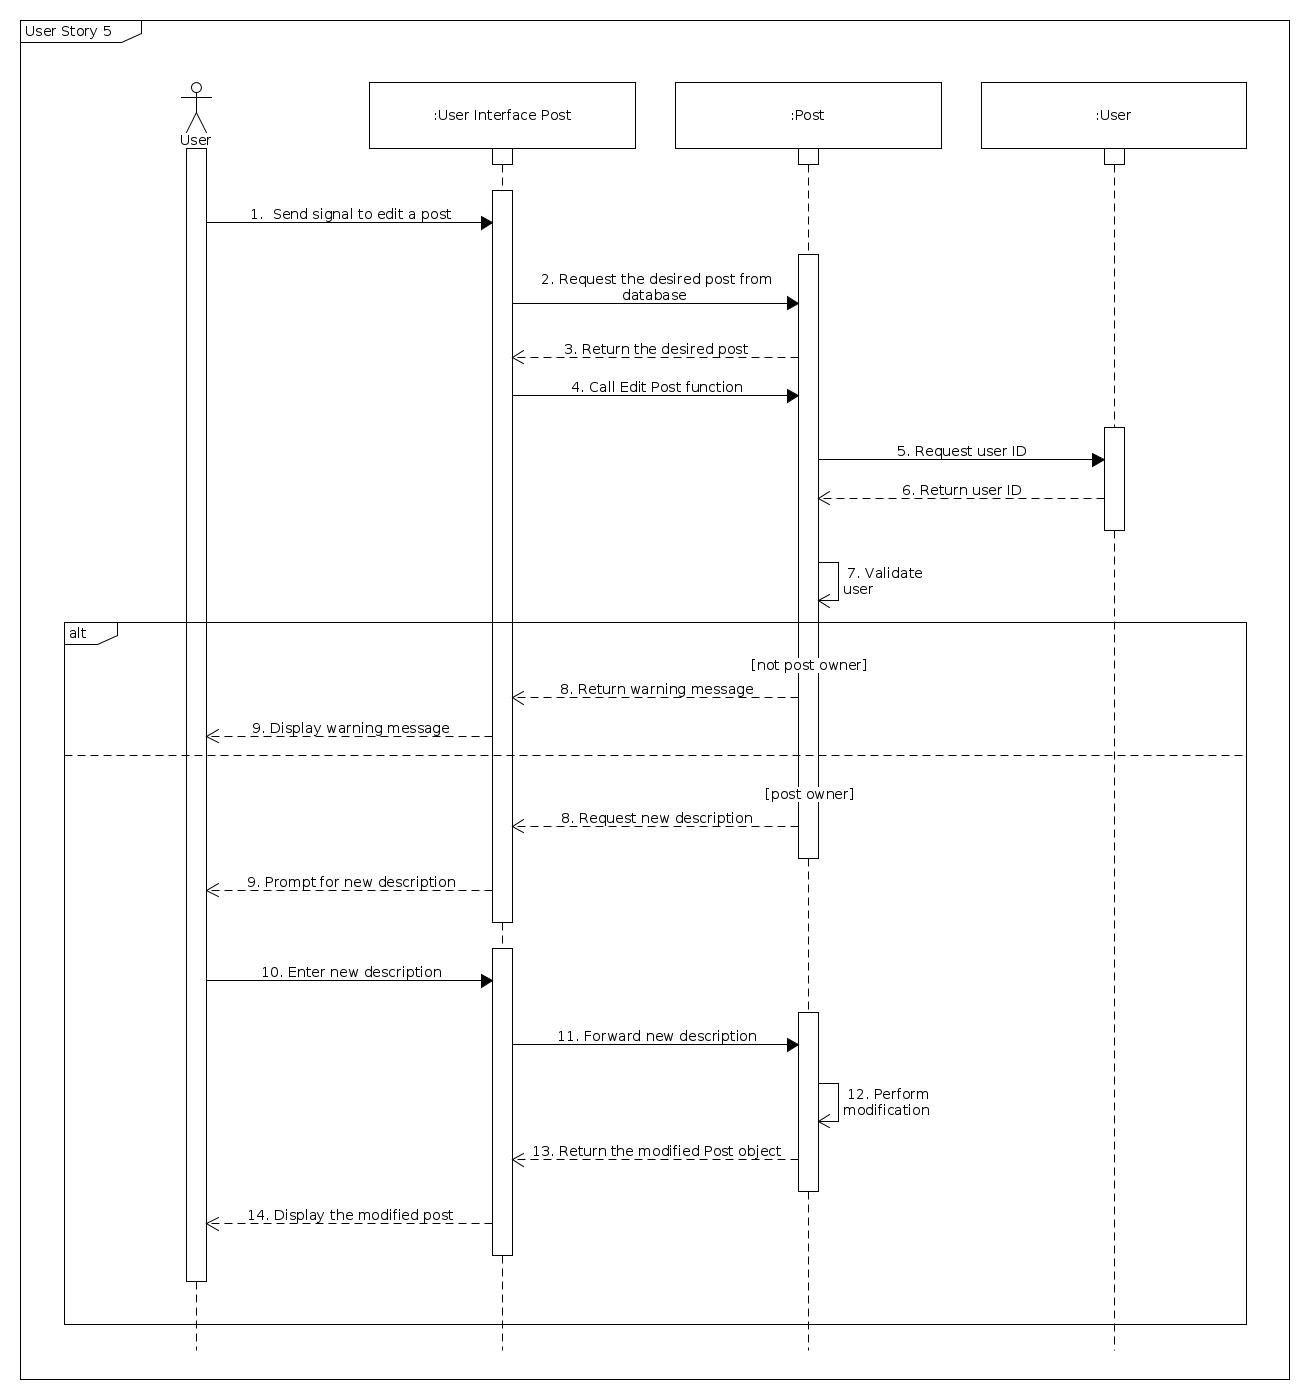 User Story 5
User
:User Interface Post
:Post
:User
1.  Send signal to edit a post
2. Request the desired post from
database
3. Return the desired post
4. Call Edit Post function
5. Request user ID
6. Return user ID
7. Validate
user
alt
[not post owner]
8. Return warning message
9. Display warning message
[post owner]
8. Request new description
9. Prompt for new description
10. Enter new description
11. Forward new description
12. Perform
modification
13. Return the modified Post object
14. Display the modified post